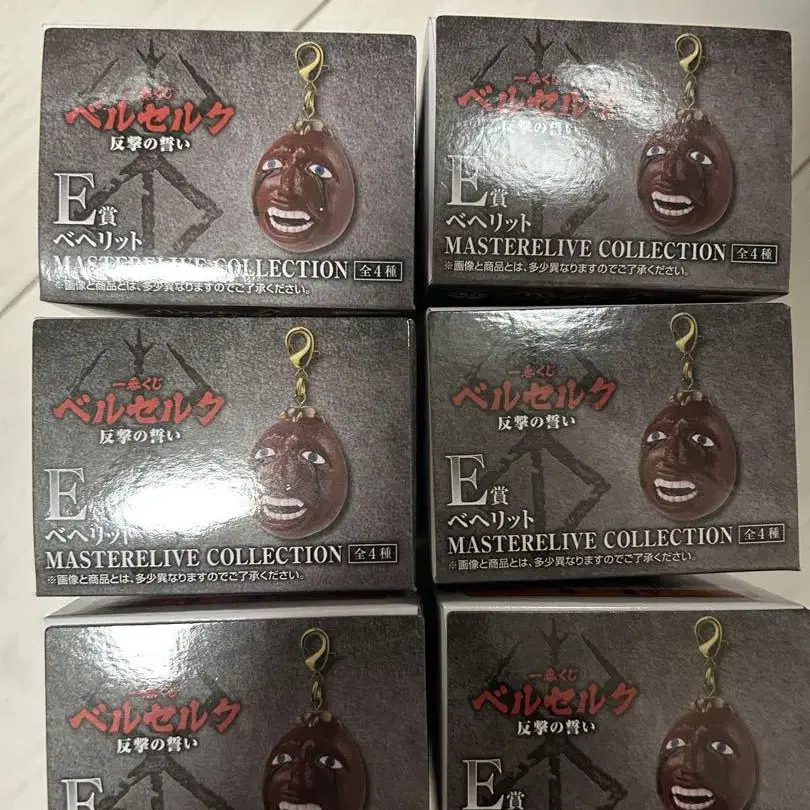 一番くじ
ベルセルク
反撃の誓い
E賞
ベヘリット
MASTERELIVE COLLECTION 全4種
※画像と商品とは、多少異なりますのでご了承ください。
一番くじ
ベルセルク
反撃の誓い
E賞
ベヘリット
MASTERELIVE COLLECTION 全4種
※画像と商品とは、多少異なりますのでご了承ください。
一番くじ
ベルセルク
反撃の誓い
E
ベヘリット
MASTERELIVE COLLECTION 全4種
※画像と商品とは、多少異なりますのでご了承ください。
一番くじ
ベルセルク
反撃の誓い
E賞
ベヘリット
MASTERELIVE COLLECTION 全4種
※画像と商品とは、多少異なりますのでご了承ください。
一番くじ
ベルセルク
反撃の誓い
E
一番くじ
ベルセルク
反撃の誓い
E賞